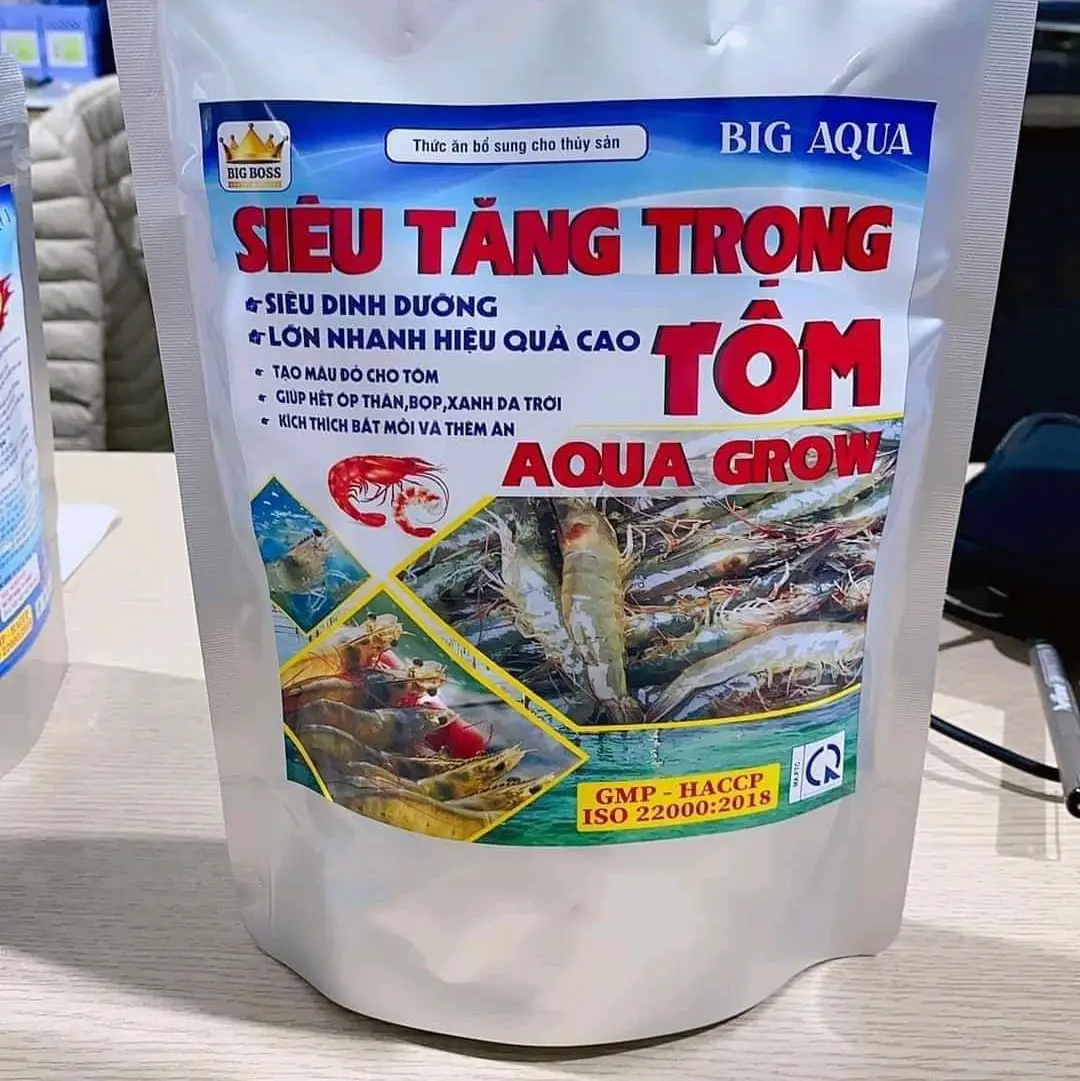 BIG BOSS
Thức ăn bổ sung cho thủy sản
BIG AQUA
SIÊU TĂNG TRỌNG
TÔM
SIÊU DINH DƯỠNG
LỚN NHANH HIỆU QUẢ CAO
TẠO MÀU ĐỎ CHO TÔM
GIÚP HẾT ỐP THÂN,BỌP,XANH DA TRỜI
KÍCH THÍCH BẮT MỒI VÀ THÈM ĂN
AQUA GROW
GMP - HACCP
ISO 22000:2018